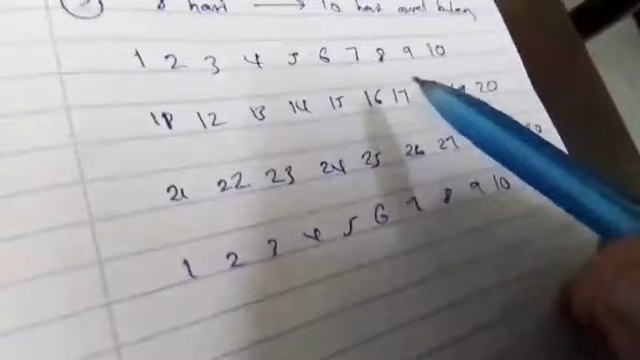 8 hari → 10 hari awal bulan
1 2 3 4 5 6 7 8 9 10
11 12 13 14 15 16 17 20
21 22 23 24 25 26 27
1 2 3 4 5 6 7 8 9 10